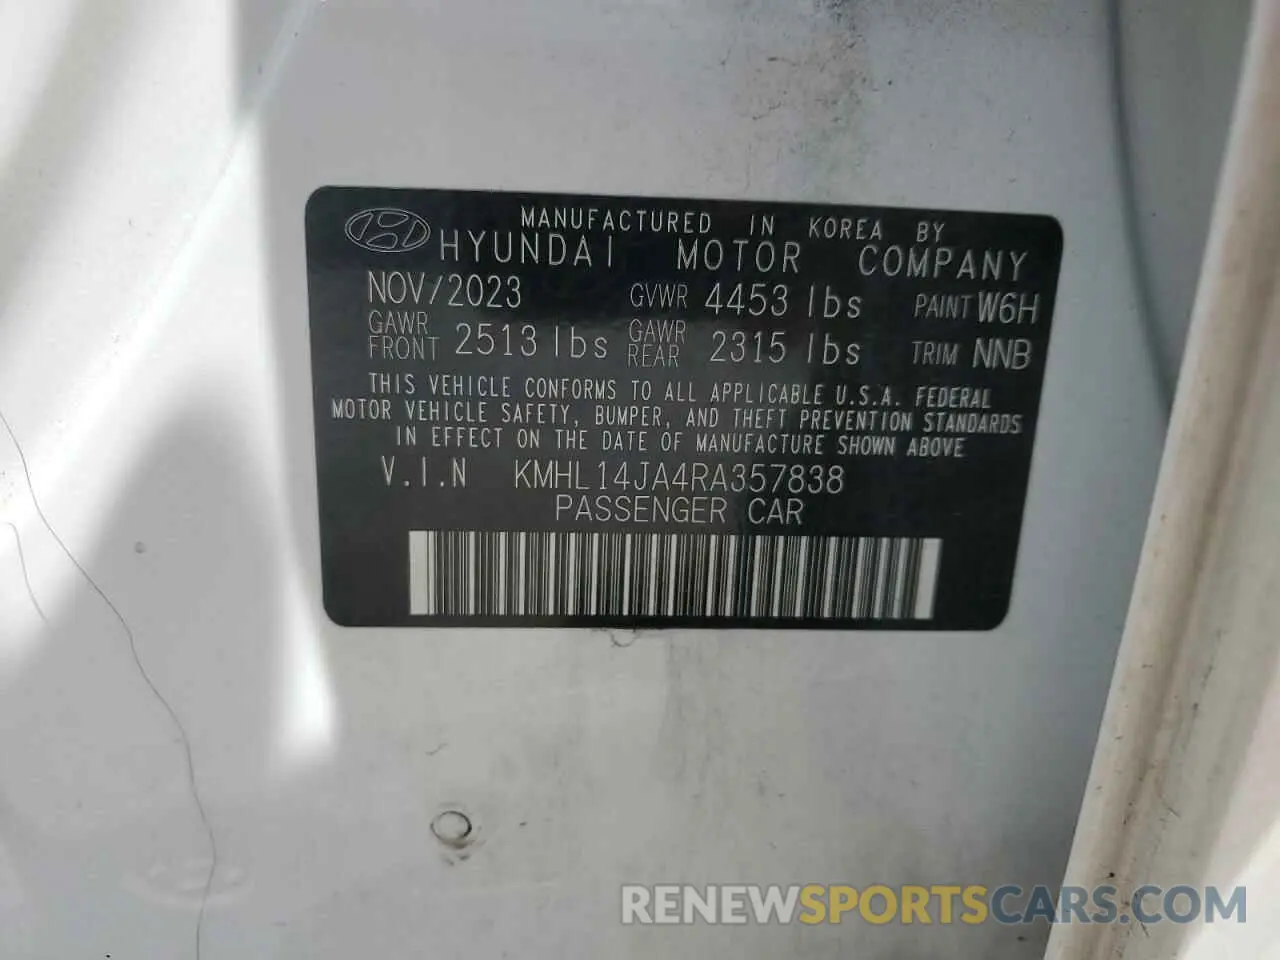 MANUFACTURED IN KOREA BY
HYUNDAI MOTOR COMPANY
NOV/2023 GVWR 4453 lbs PAINT W6H
GAWR FRONT 2513 lbs GAWR REAR 2315 lbs TRIM NNB
THIS VEHICLE CONFORMS TO ALL APPLICABLE U.S.A. FEDERAL
MOTOR VEHICLE SAFETY, BUMPER, AND THEFT PREVENTION STANDARDS
IN EFFECT ON THE DATE OF MANUFACTURE SHOWN ABOVE
V.I.N KMHL14JA4RA357838
PASSENGER CAR
RENEWSPORTSCARS.COM